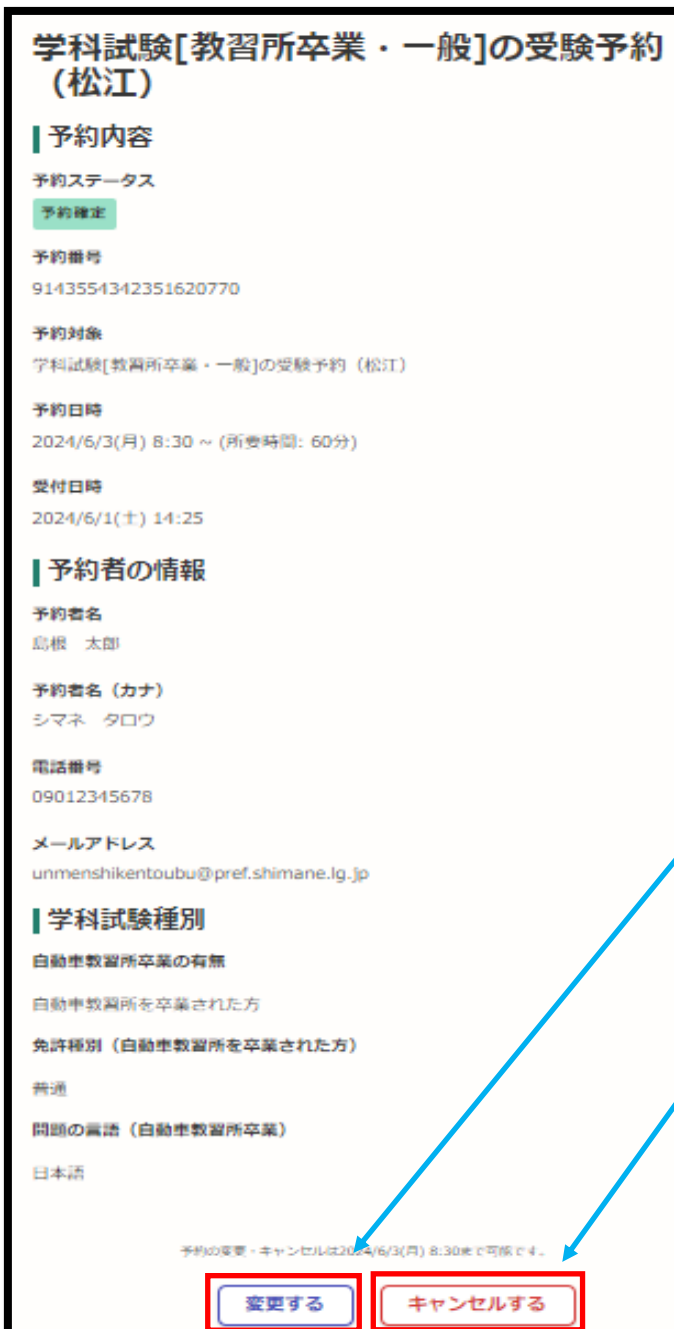 学科試験[教習所卒業・一般]の受験予約
（松江）
予約内容
予約ステータス
予約確定
予約番号
9143554342351620770
予約対象
学科試験[教習所卒業・一般]の受験予約（松江）
予約日時
2024/6/3(月) 8:30 ~ (所要時間: 60分)
受付日時
2024/6/1(土) 14:25
予約者の情報
予約者名
島根　太郎
予約者名（カナ）
シマネ　タロウ
電話番号
09012345678
メールアドレス
unmenshikentoubu@pref.shimane.lg.jp
学科試験種別
自動車教習所卒業の有無
自動車教習所を卒業された方
免許種別（自動車教習所を卒業された方）
普通
問題の言語（自動車教習所卒業）
日本語
予約の変更・キャンセルは2024/6/3(月) 8:30まで可能です。
変更する
キャンセルする